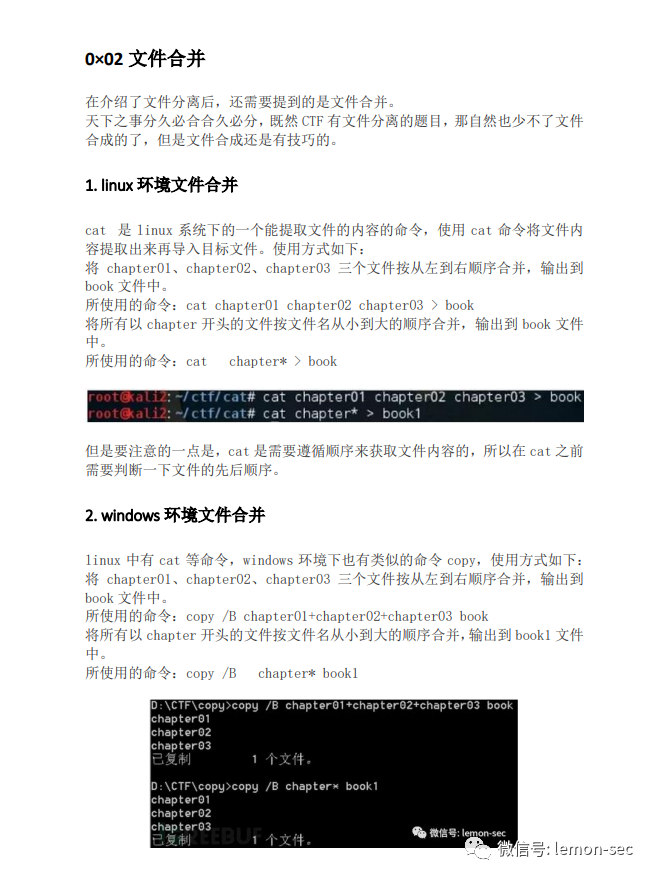 0×02 文件合并
在介绍了文件分离后，还需要提到的是文件合并。
天下之事分久必合合久必分，既然CTF有文件分离的题目，那自然也少不了文件
合成的了，但是文件合成还是有技巧的。
1. linux 环境文件合并
cat 是 linux 系统下的一个能提取文件的内容的命令，使用 cat 命令将文件内
容提取出来再导入目标文件。使用方式如下：
将 chapter01、chapter02、chapter03 三个文件按从左到右顺序合并，输出到
book 文件中。
所使用的命令：cat chapter01 chapter02 chapter03 > book
将所有以 chapter 开头的文件按文件名从小到大的顺序合并，输出到 book 文件
中。
所使用的命令：cat chapter* > book
root@kali2:~/ctf/cat# cat chapter01 chapter02 chapter03 > book
root@kali2:~/ctf/cat# cat chapter* > book1
但是要注意的一点是，cat 是需要遵循顺序来获取文件内容的，所以在 cat 之前
需要判断一下文件的先后顺序。
2. windows 环境文件合并
linux 中有 cat 等命令，windows 环境下也有类似的命令 copy，使用方式如下：
将 chapter01、chapter02、chapter03 三个文件按从左到右顺序合并，输出到
book 文件中。
所使用的命令：copy /B chapter01+chapter02+chapter03 book
将所有以 chapter 开头的文件按文件名从小到大的顺序合并，输出到 book1 文件
中。
所使用的命令：copy /B chapter* book1
D:\CTF\copy>copy /B chapter01+chapter02+chapter03 book
chapter01
chapter02
chapter03
已复制 1 个文件。
D:\CTF\copy>copy /B chapter* book1
chapter01
chapter02
chapter03
已复制 1 个文件。
微信号: lemon-sec
微信号: lemon-sec